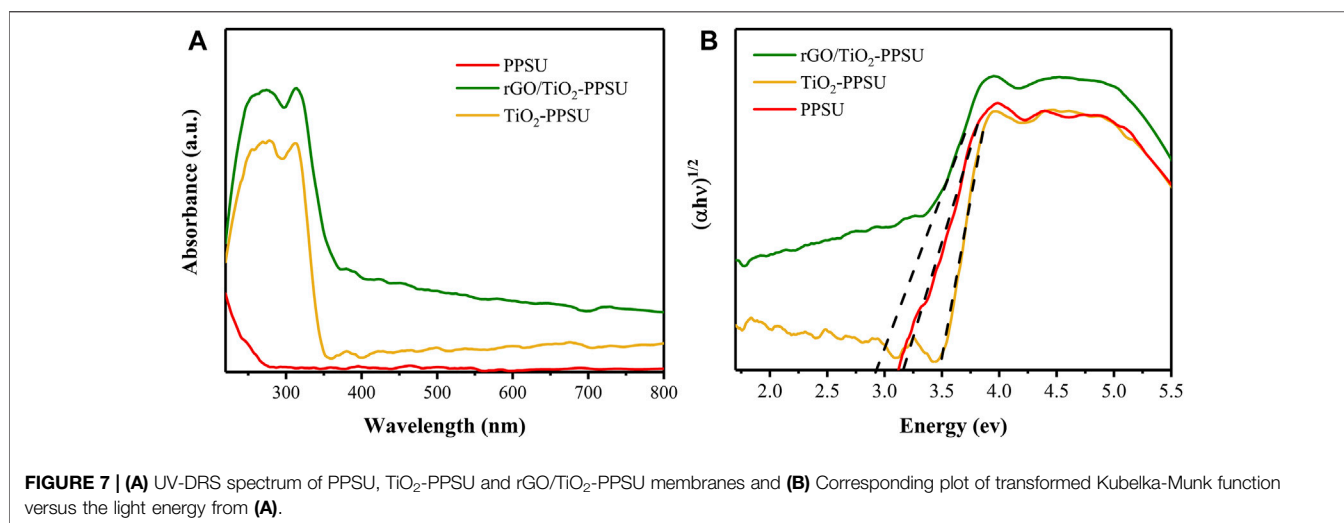 A
PPSU
rGO/TiO₂-PPSU
TiO₂-PPSU
Absorbance (a.u.)
300 400 500 600 700 800
Wavelength (nm)
B
rGO/TiO₂-PPSU
TiO₂-PPSU
PPSU
(αhν)^1/2
2.0 2.5 3.0 3.5 4.0 4.5 5.0 5.5
Energy (ev)
FIGURE 7 | (A) UV-DRS spectrum of PPSU, TiO₂-PPSU and rGO/TiO₂-PPSU membranes and (B) Corresponding plot of transformed Kubelka-Munk function
versus the light energy from (A).